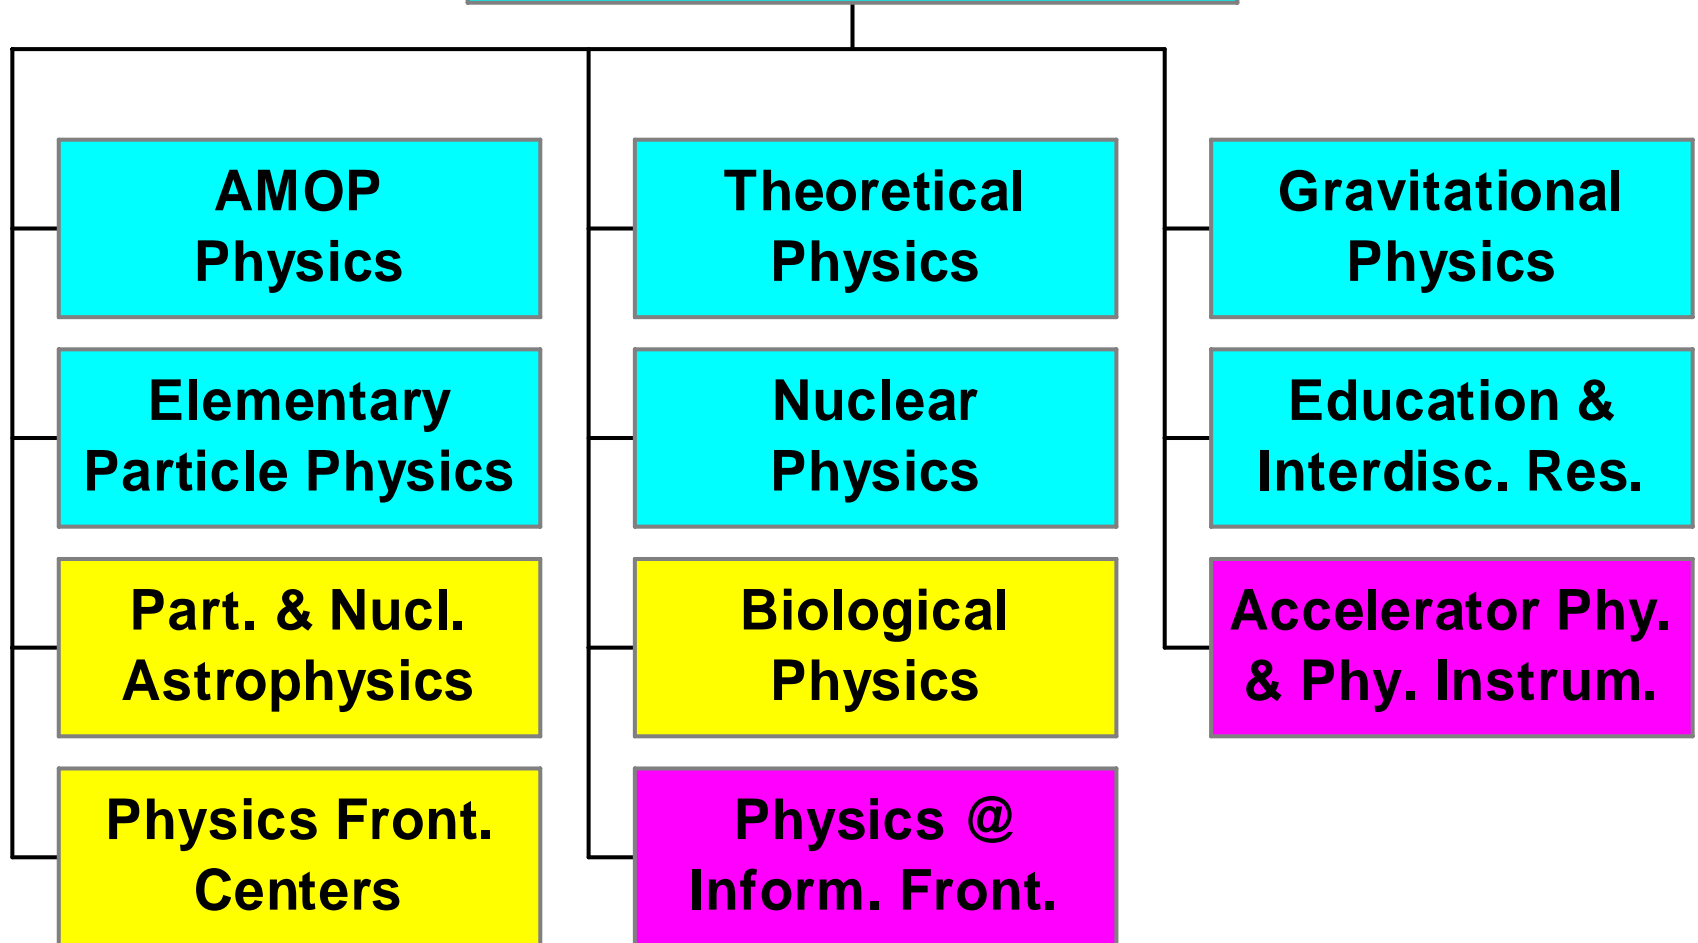 AMOP
Physics
Theoretical
Physics
Gravitational
Physics
Elementary
Particle Physics
Nuclear
Physics
Education &
Interdisc. Res.
Part. & Nucl.
Astrophysics
Biological
Physics
Accelerator Phy.
& Phy. Instrum.
Physics Front.
Centers
Physics @
Inform. Front.